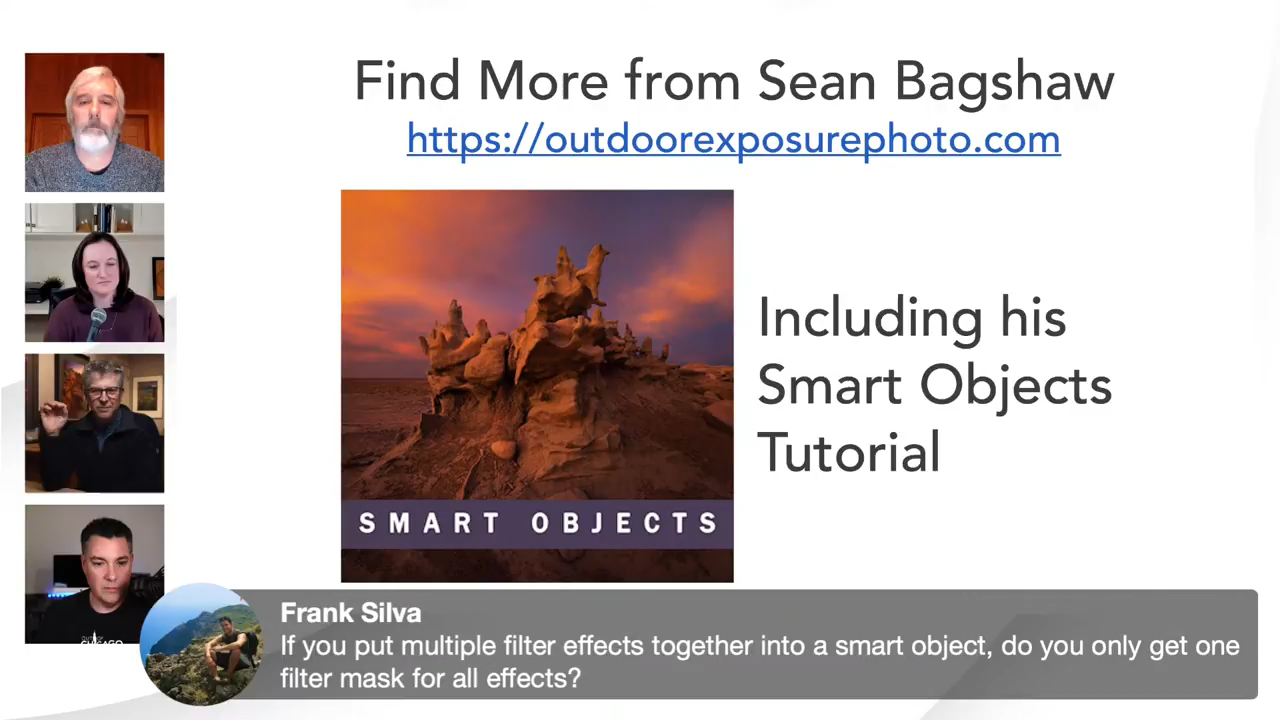 Find More from Sean Bagshaw
https://outdoorexposurephoto.com
Including his
Smart Objects
Tutorial
SMART OBJECTS
Frank Silva
If you put multiple filter effects together into a smart object, do you only get one
filter mask for all effects?